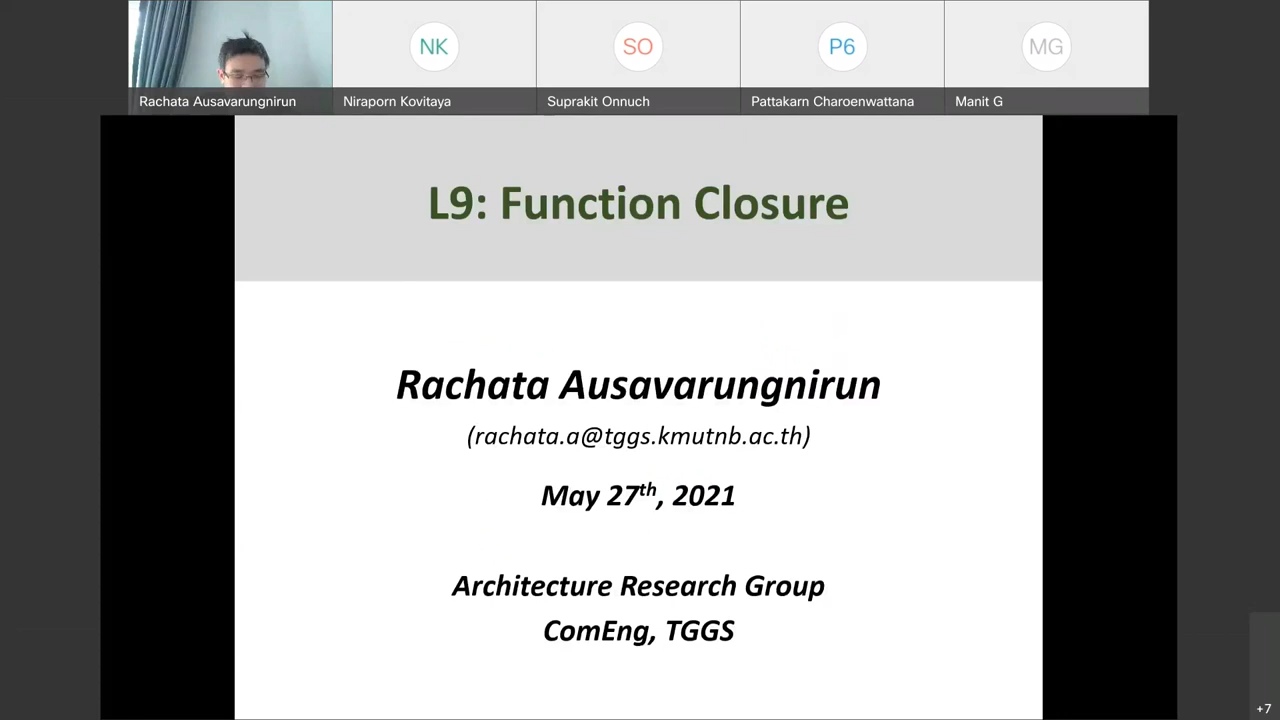 NK
SO
P6
MG
Rachata Ausavarungnirun
Niraporn Kovitaya
Suprakit Onnuch
Pattakarn Charoenwattana
Manit G
L9: Function Closure
Rachata Ausavarungnirun
(rachata.a@tggs.kmutnb.ac.th)
May 27th, 2021
Architecture Research Group
ComEng, TGGS
+7